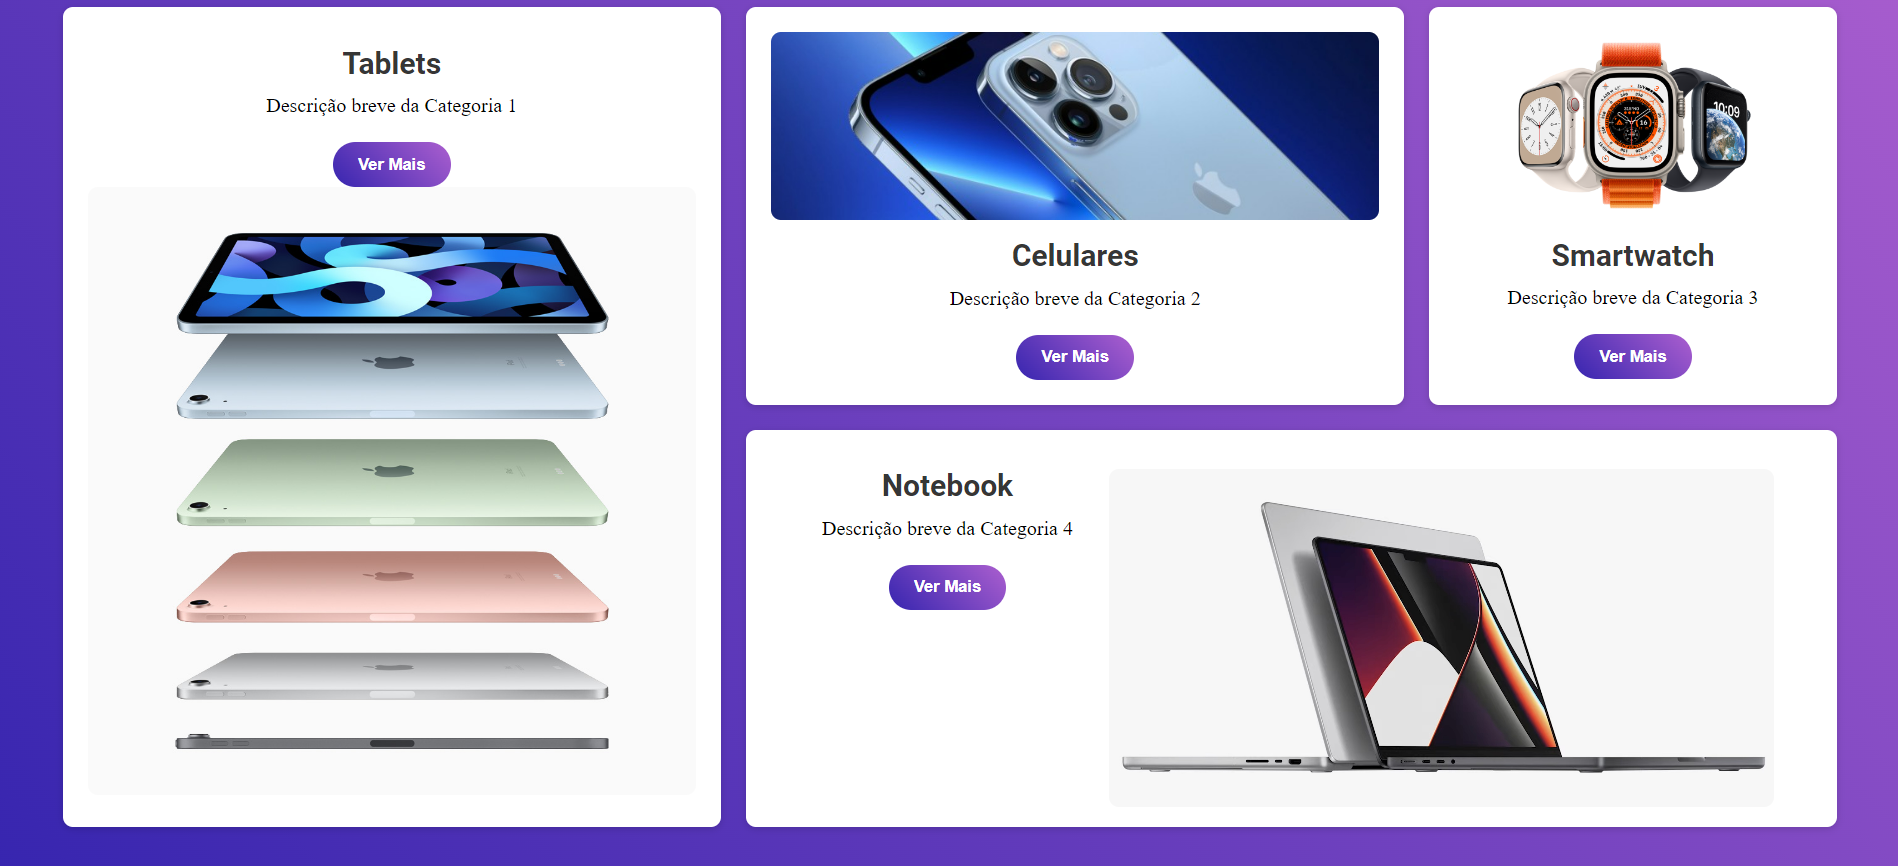 Tablets
Descrição breve da Categoria 1
Ver Mais
Celulares
Descrição breve da Categoria 2
Ver Mais
10:09
Smartwatch
Descrição breve da Categoria 3
Ver Mais
Notebook
Descrição breve da Categoria 4
Ver Mais